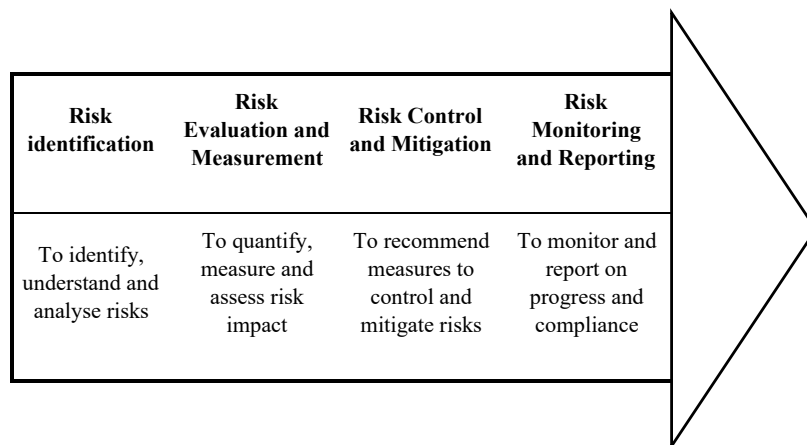 Risk
identification
Risk
Evaluation and
Measurement
Risk Control
and Mitigation
Risk
Monitoring
and Reporting
To identify,
understand and
analyse risks
To quantify,
measure and
assess risk
impact
To recommend
measures to
control and
mitigate risks
To monitor and
report on
progress and
compliance